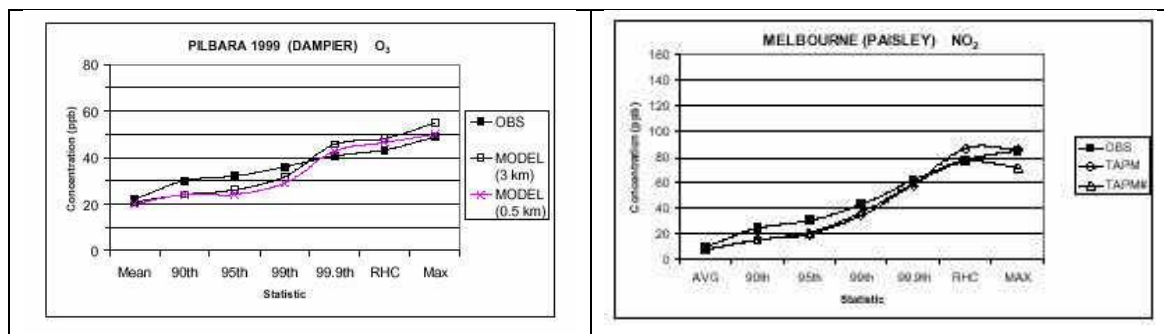 PILBARA 1999 (DAMPIER) O₃
80
60
40
20
0
Concentration (ppb)
Mean 90th 95th 99th 99.9th RHC Max
Statistic
OBS
MODEL
(3 km)
MODEL
(0.5 km)
MELBOURNE (PAISLEY) NO₂
160
140
120
100
80
60
40
20
0
Concentration (ppb)
AVG 90th 95th 99th 99.9th RHC MAX
Statistic
OBS
TAPM
TAPM#